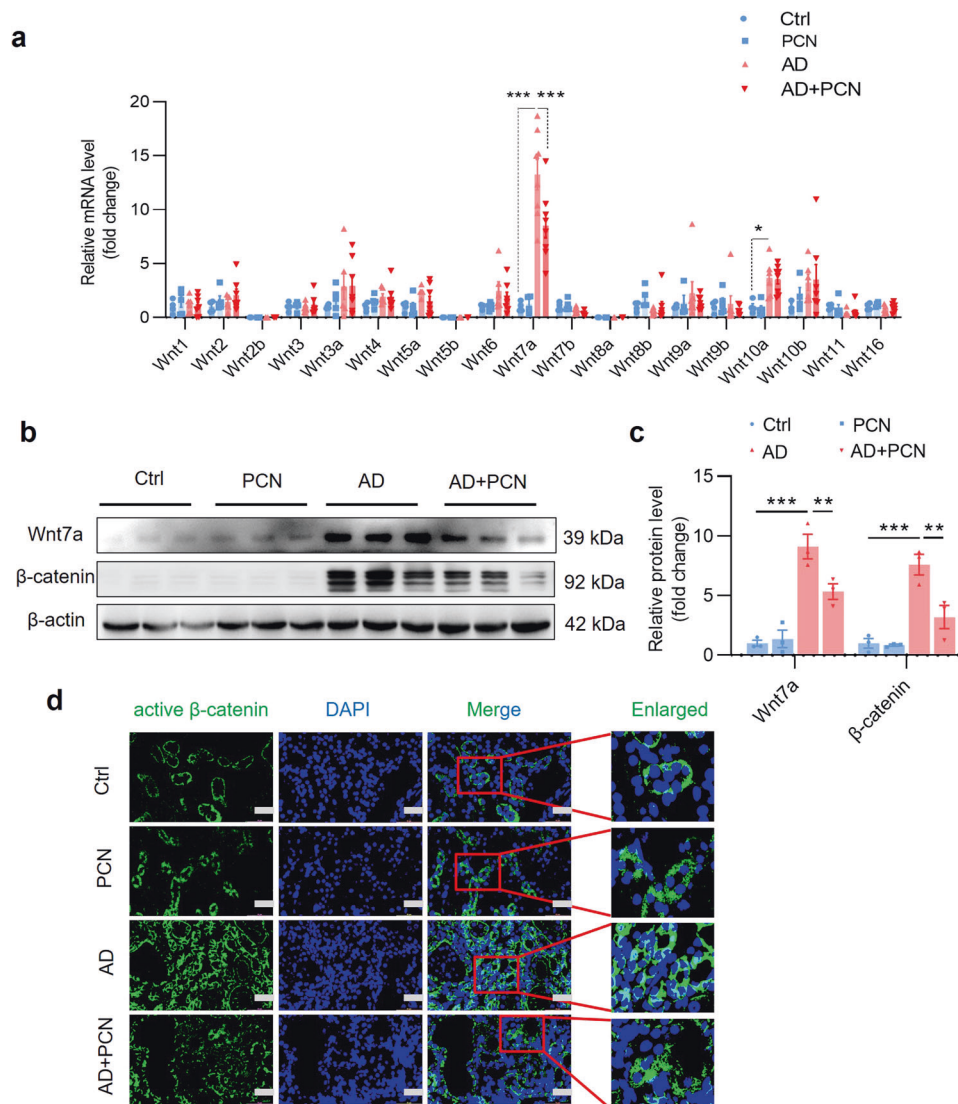 a
Ctrl
PCN
AD
AD+PCN
Relative mRNA level
(fold change)
20
15
10
5
0
*** ***
*
Wnt1
Wnt2
Wnt2b
Wnt3
Wnt3a
Wnt4
Wnt5a
Wnt5b
Wnt6
Wnt7a
Wnt7b
Wnt8a
Wnt8b
Wnt9a
Wnt9b
Wnt10a
Wnt10b
Wnt11
Wnt16
b
Ctrl PCN AD AD+PCN
Wnt7a 39 kDa
β-catenin 92 kDa
β-actin 42 kDa
c
Ctrl PCN
AD AD+PCN
Relative protein level
(fold change)
15
10
5
0
*** ** *** **
Wnt7a
β-catenin
d
active β-catenin DAPI Merge Enlarged
Ctrl
PCN
AD
AD+PCN